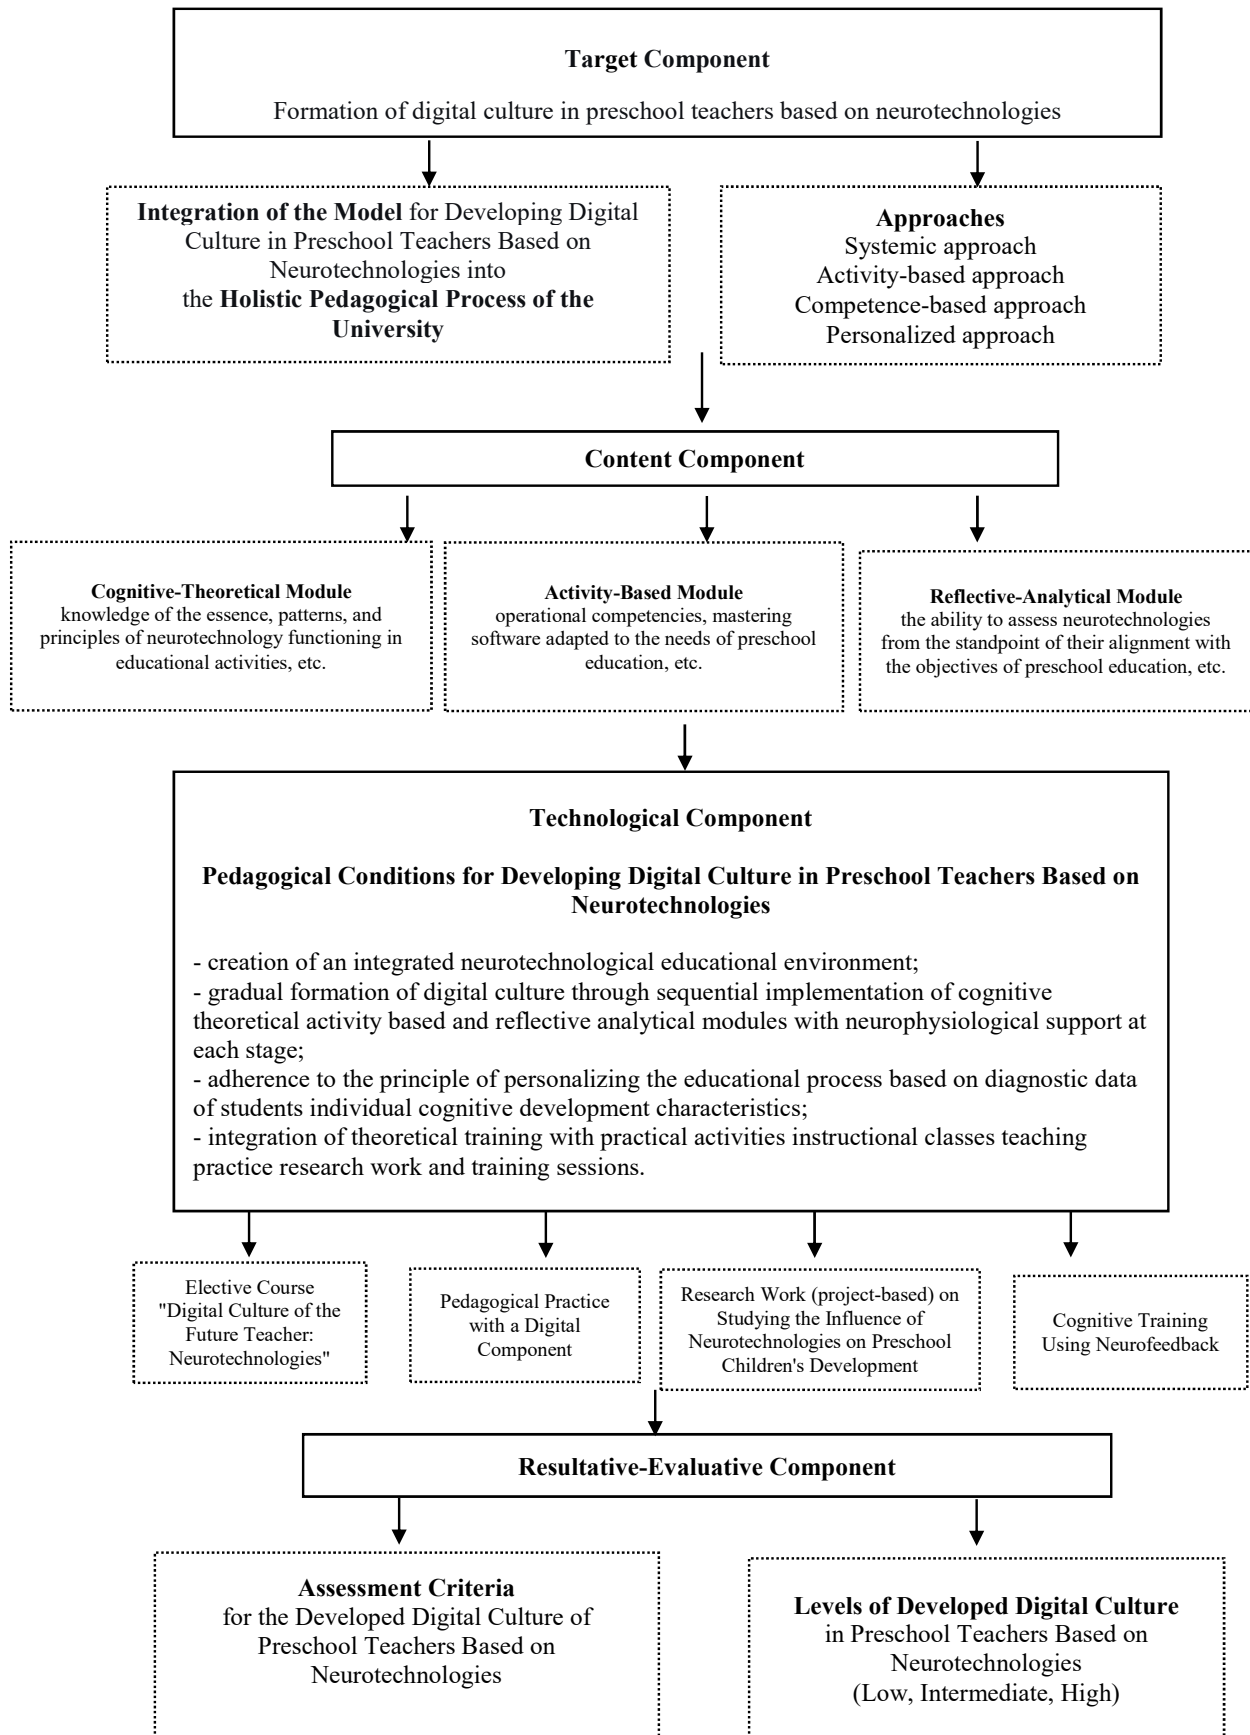 Target Component
Formation of digital culture in preschool teachers based on neurotechnologies
Integration of the Model for Developing Digital
Culture in Preschool Teachers Based on
Neurotechnologies into
the Holistic Pedagogical Process of the
University
Approaches
Systemic approach
Activity-based approach
Competence-based approach
Personalized approach
Content Component
Cognitive-Theoretical Module
knowledge of the essence, patterns, and
principles of neurotechnology functioning in
educational activities, etc.
Activity-Based Module
operational competencies, mastering
software adapted to the needs of preschool
education, etc.
Reflective-Analytical Module
the ability to assess neurotechnologies
from the standpoint of their alignment with
the objectives of preschool education, etc.
Technological Component
Pedagogical Conditions for Developing Digital Culture in Preschool Teachers Based on
Neurotechnologies
- creation of an integrated neurotechnological educational environment;
- gradual formation of digital culture through sequential implementation of cognitive
theoretical activity based and reflective analytical modules with neurophysiological support at
each stage;
- adherence to the principle of personalizing the educational process based on diagnostic data
of students individual cognitive development characteristics;
- integration of theoretical training with practical activities instructional classes teaching
practice research work and training sessions.
Elective Course
"Digital Culture of the
Future Teacher:
Neurotechnologies"
Pedagogical Practice
with a Digital
Component
Research Work (project-based) on
Studying the Influence of
Neurotechnologies on Preschool
Children's Development
Cognitive Training
Using Neurofeedback
Resultative-Evaluative Component
Assessment Criteria
for the Developed Digital Culture of
Preschool Teachers Based on
Neurotechnologies
Levels of Developed Digital Culture
in Preschool Teachers Based on
Neurotechnologies
(Low, Intermediate, High)